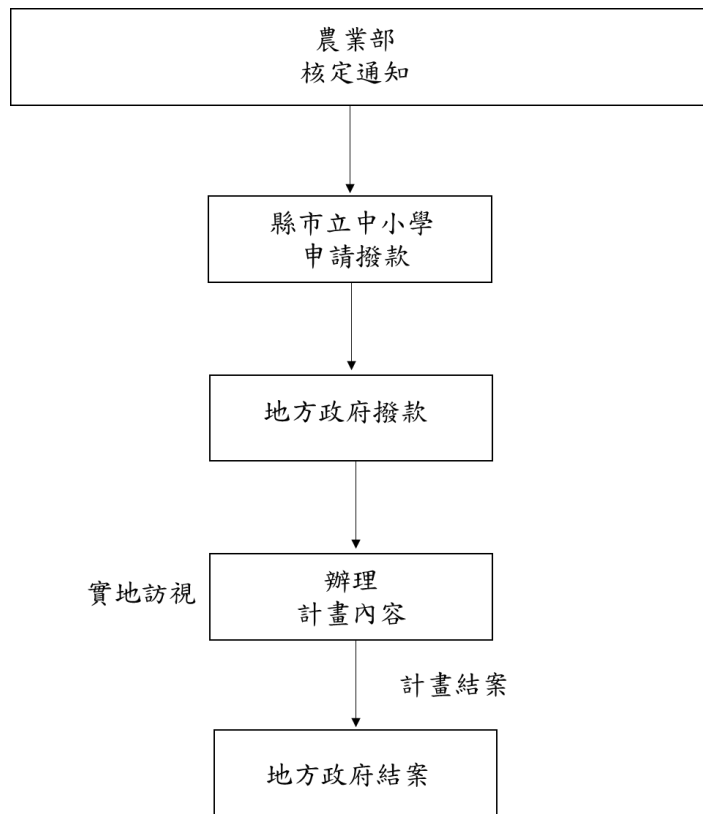 農業部
核定通知
縣市立中小學
申請撥款
地方政府撥款
實地訪視
辦理
計畫內容
計畫結案
地方政府結案